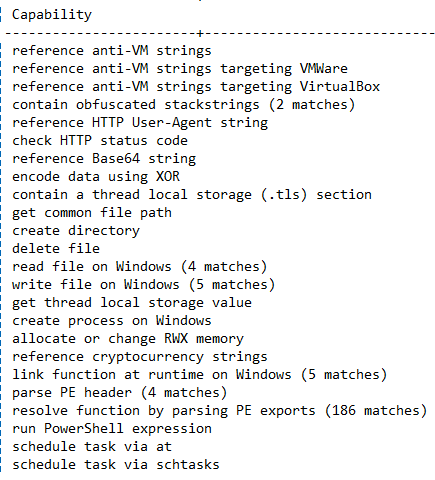 Capability
-----------------------+----------------------------
reference anti-VM strings
reference anti-VM strings targeting VMWare
reference anti-VM strings targeting VirtualBox
contain obfuscated stackstrings (2 matches)
reference HTTP User-Agent string
check HTTP status code
reference Base64 string
encode data using XOR
contain a thread local storage (.tls) section
get common file path
create directory
delete file
read file on Windows (4 matches)
write file on Windows (5 matches)
get thread local storage value
create process on Windows
allocate or change RWX memory
reference cryptocurrency strings
link function at runtime on Windows (5 matches)
parse PE header (4 matches)
resolve function by parsing PE exports (186 matches)
run PowerShell expression
schedule task via at
schedule task via schtasks